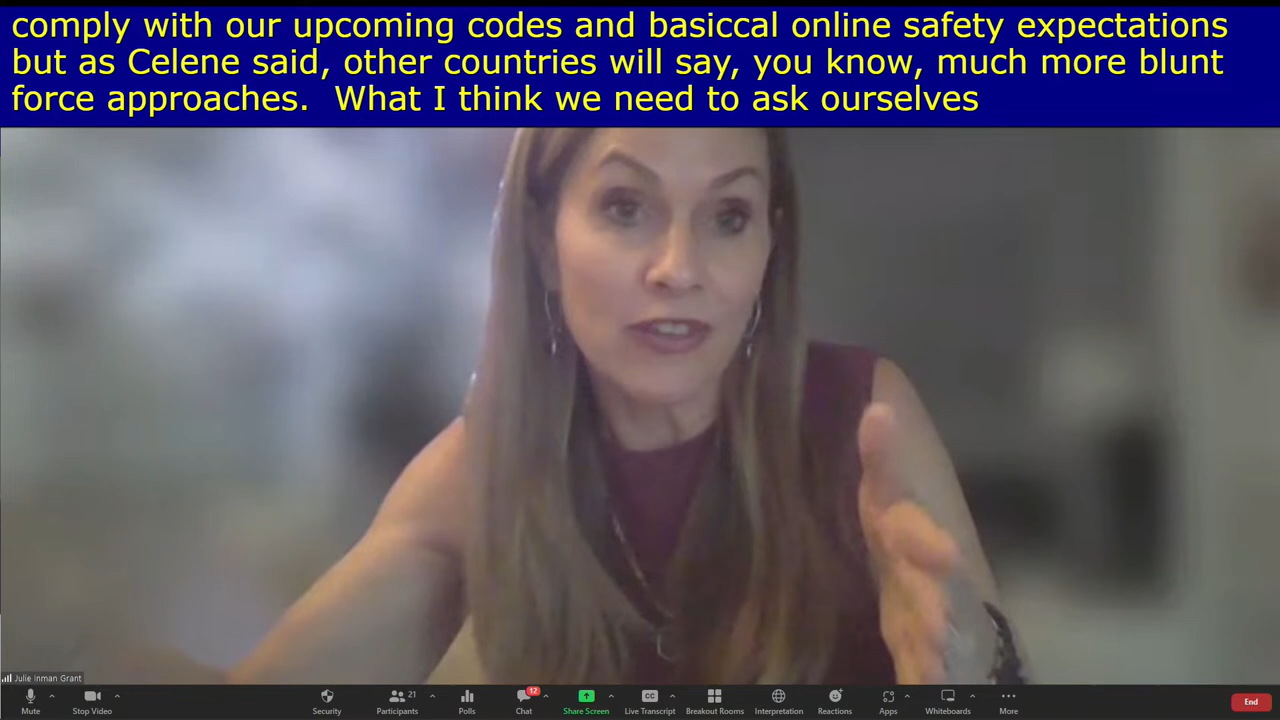 comply with our upcoming codes and basiccal online safety expectations
but as Celene said, other countries will say, you know, much more blunt
force approaches.  What I think we need to ask ourselves
Julie Inman Grant
Mute
Stop Video
Security
Participants
21
Polls
Chat
12
Share Screen
CC
Live Transcript
Breakout Rooms
Interpretation
Reactions
Apps
Whiteboards
More
End